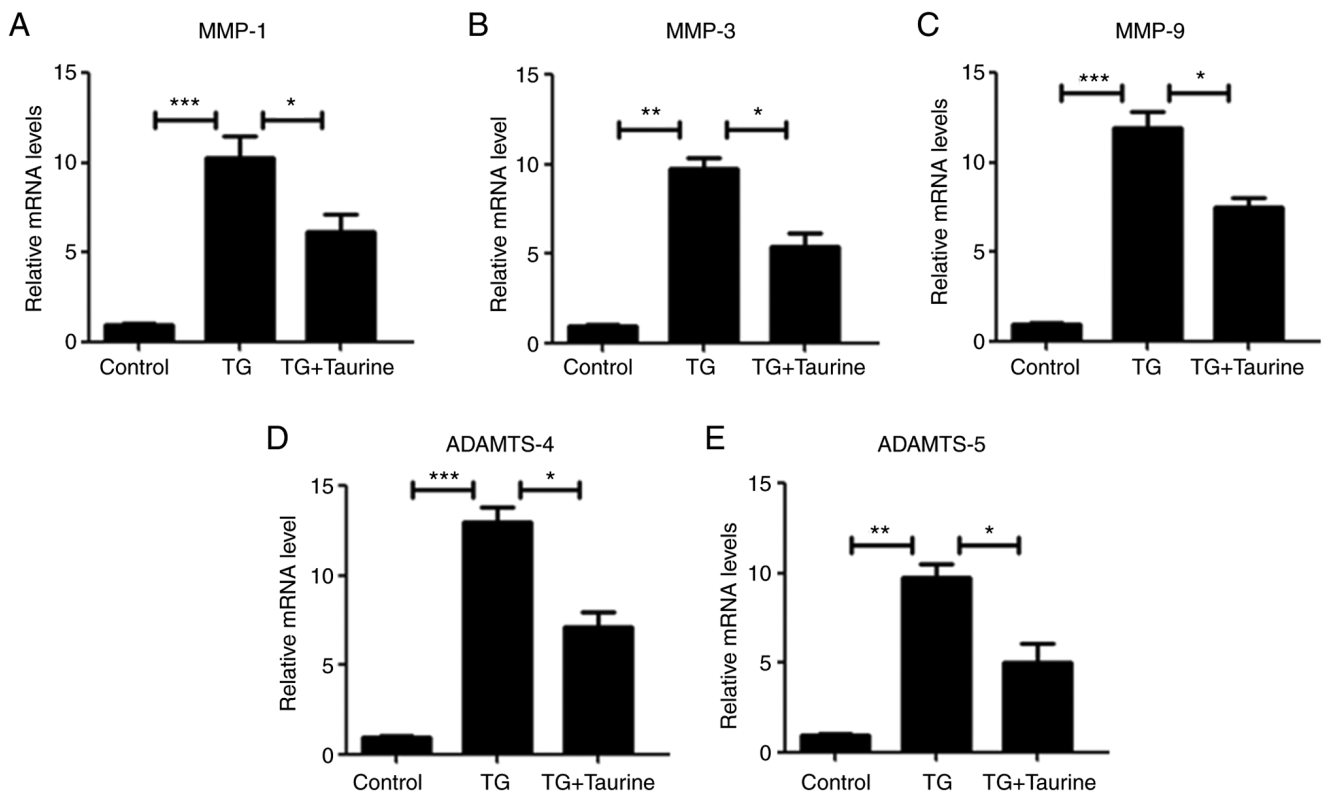 A
MMP-1
Relative mRNA levels
15
10
5
0
***
*
Control
TG
TG+Taurine
B
MMP-3
Relative mRNA level
15
10
5
0
**
*
Control
TG
TG+Taurine
C
MMP-9
Relative mRNA levels
15
10
5
0
***
*
Control
TG
TG+Taurine
D
ADAMTS-4
Relative mRNA level
15
10
5
0
***
*
Control
TG
TG+Taurine
E
ADAMTS-5
Relative mRNA levels
15
10
5
0
**
*
Control
TG
TG+Taurine